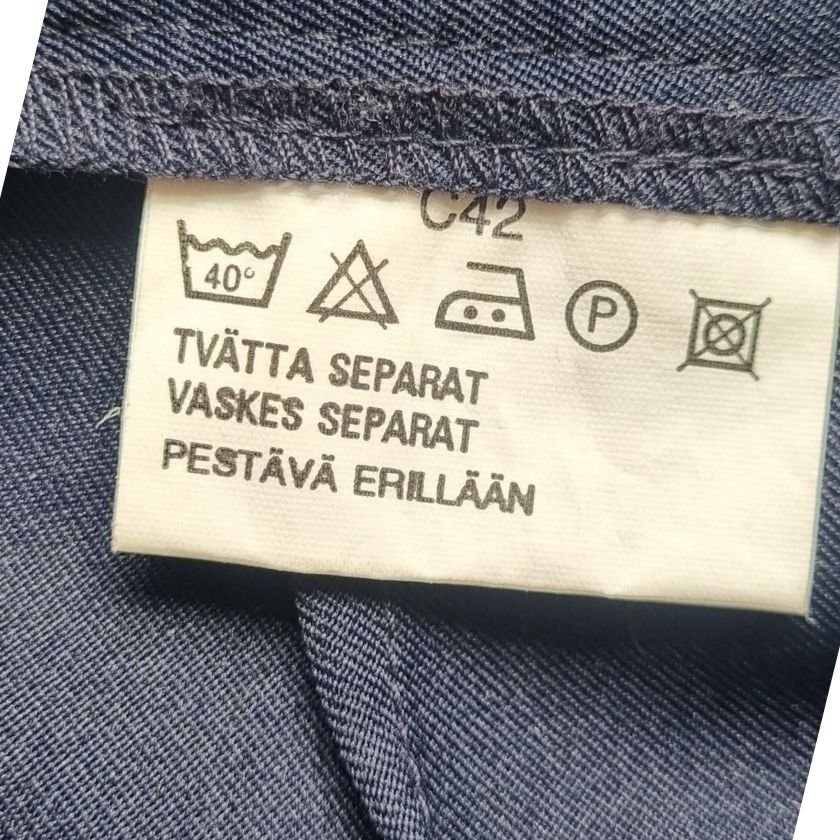 C42
40°
P
TVÄTTA SEPARAT
VASKES SEPARAT
PESTÄVÄ ERILLÄÄN